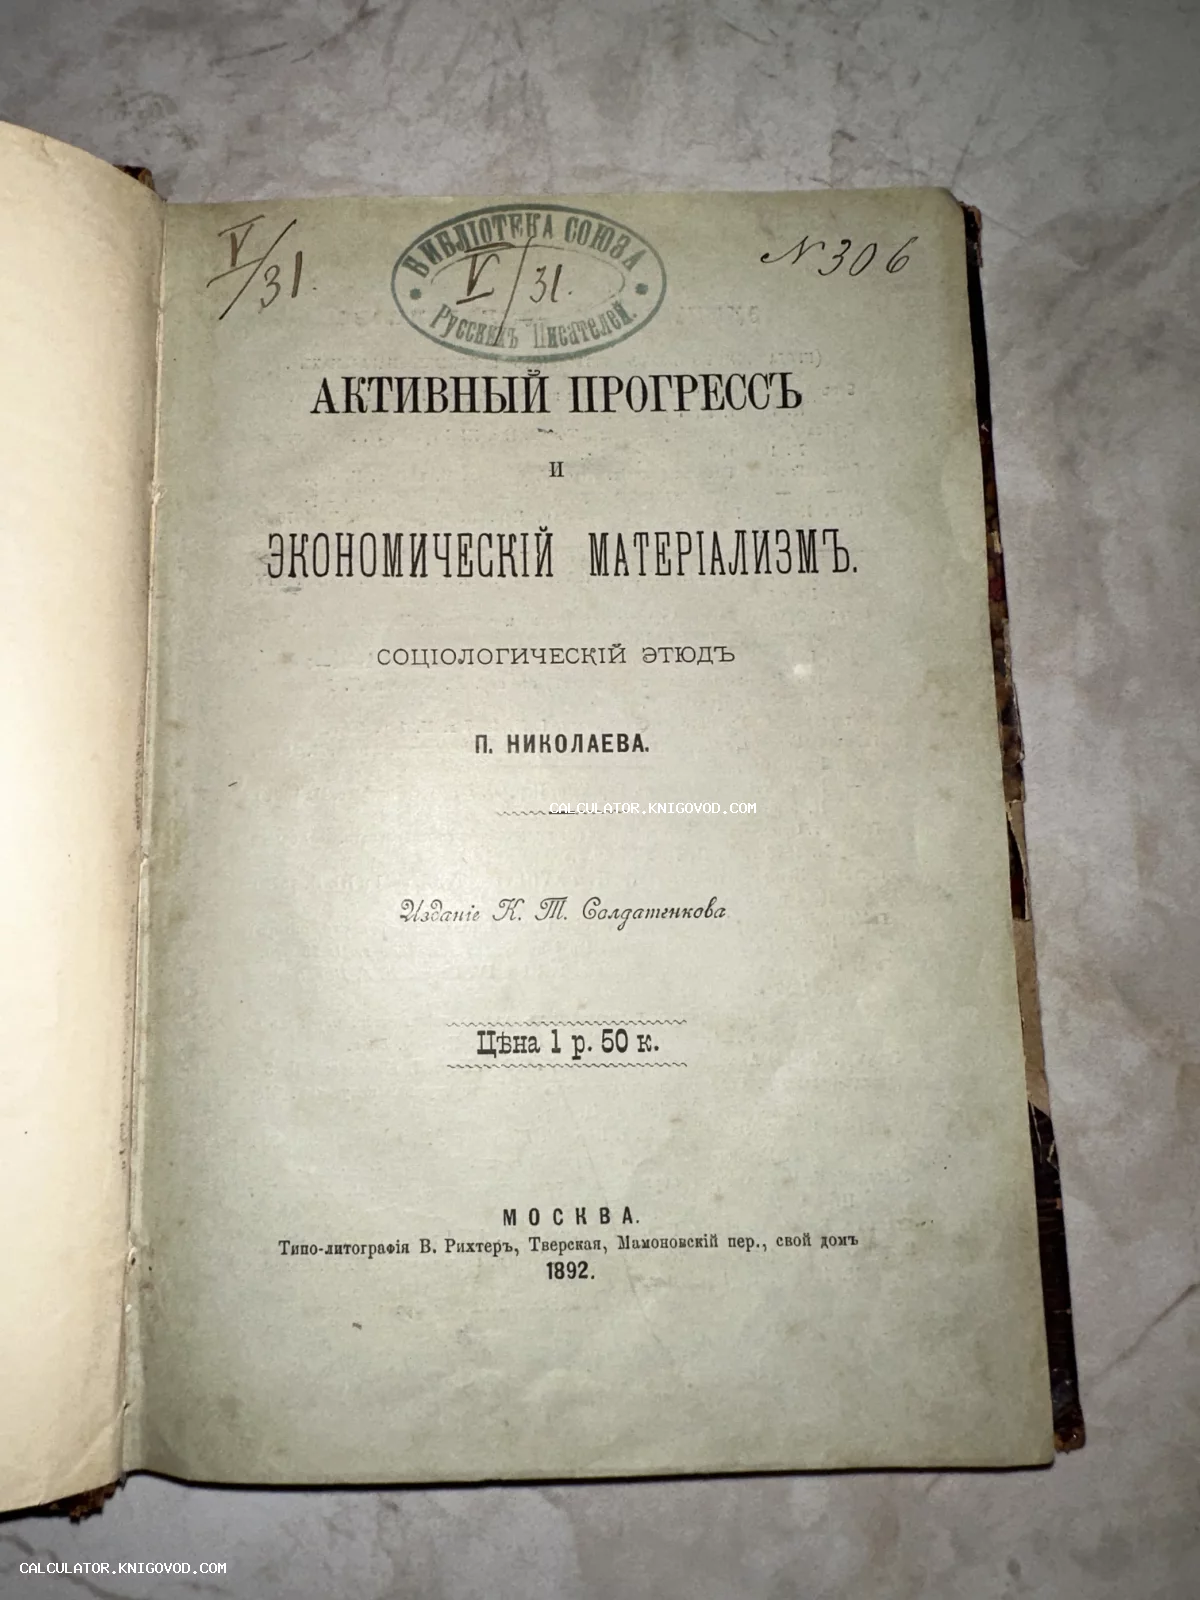 V/31.
БИБЛІОТЕКА СОЮЗА
V/31.
Русскихъ Писателей.
N 306
АКТИВНЫЙ ПРОГРЕССЪ
И
ЭКОНОМИЧЕСКІЙ МАТЕРІАЛИЗМЪ.
СОЦІОЛОГИЧЕСКІЙ ЭТЮДЪ
П. НИКОЛАЕВА.
CALCULATOR.KNIGOVOD.COM
Изданіе К. Т. Солдатенкова
Цѣна 1 р. 50 к.
МОСКВА.
Типо-литографія В. Рихтеръ, Тверская, Мамоновскій пер., свой домъ
1892.
CALCULATOR.KNIGOVOD.COM